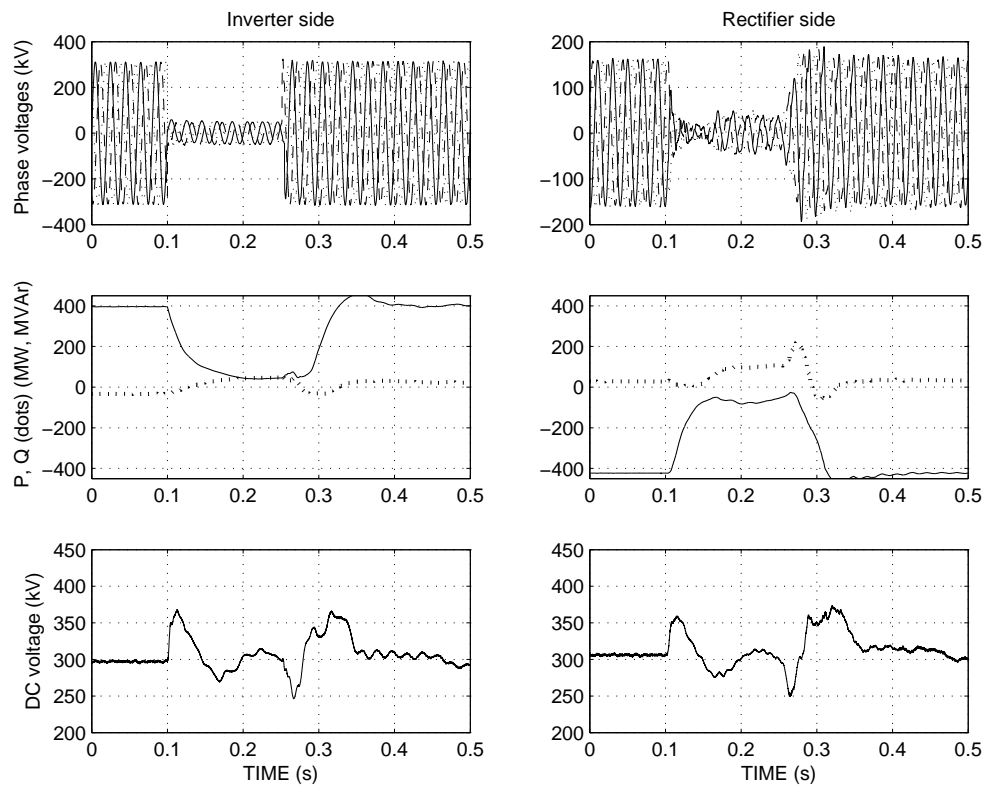 Inverter side
Rectifier side
Phase voltages (kV)
400
200
0
−200
−400
0 0.1 0.2 0.3 0.4 0.5
200
100
0
−100
−200
0 0.1 0.2 0.3 0.4 0.5
P, Q (dots) (MW, MVAr)
400
200
0
−200
−400
0 0.1 0.2 0.3 0.4 0.5
400
200
0
−200
−400
0 0.1 0.2 0.3 0.4 0.5
DC voltage (kV)
450
400
350
300
250
200
0 0.1 0.2 0.3 0.4 0.5
TIME (s)
450
400
350
300
250
200
0 0.1 0.2 0.3 0.4 0.5
TIME (s)